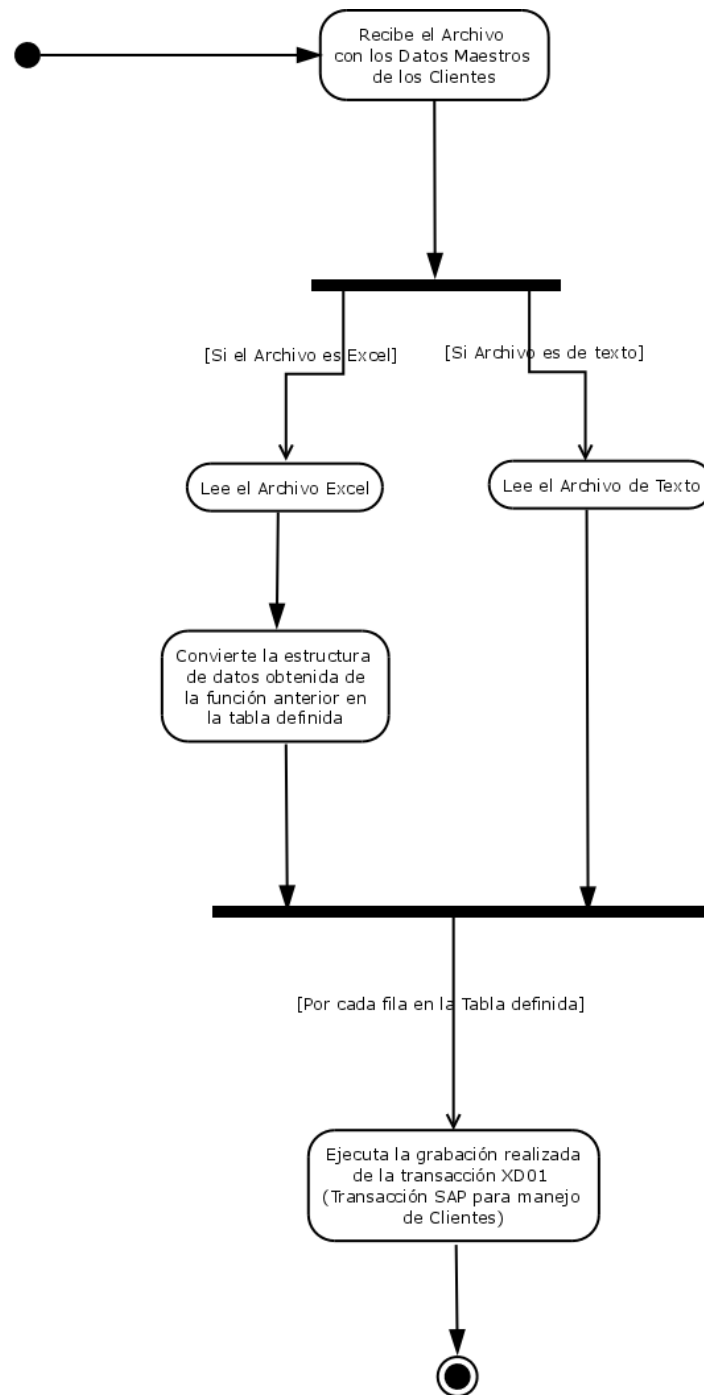 Recibe el Archivo
con los Datos Maestros
de los Clientes
[Si el Archivo es Excel]
[Si Archivo es de texto]
Lee el Archivo Excel
Lee el Archivo de Texto
Convierte la estructura
de datos obtenida de
la función anterior en
la tabla definida
[Por cada fila en la Tabla definida]
Ejecuta la grabación realizada
de la transacción XD01
(Transacción SAP para manejo
de Clientes)